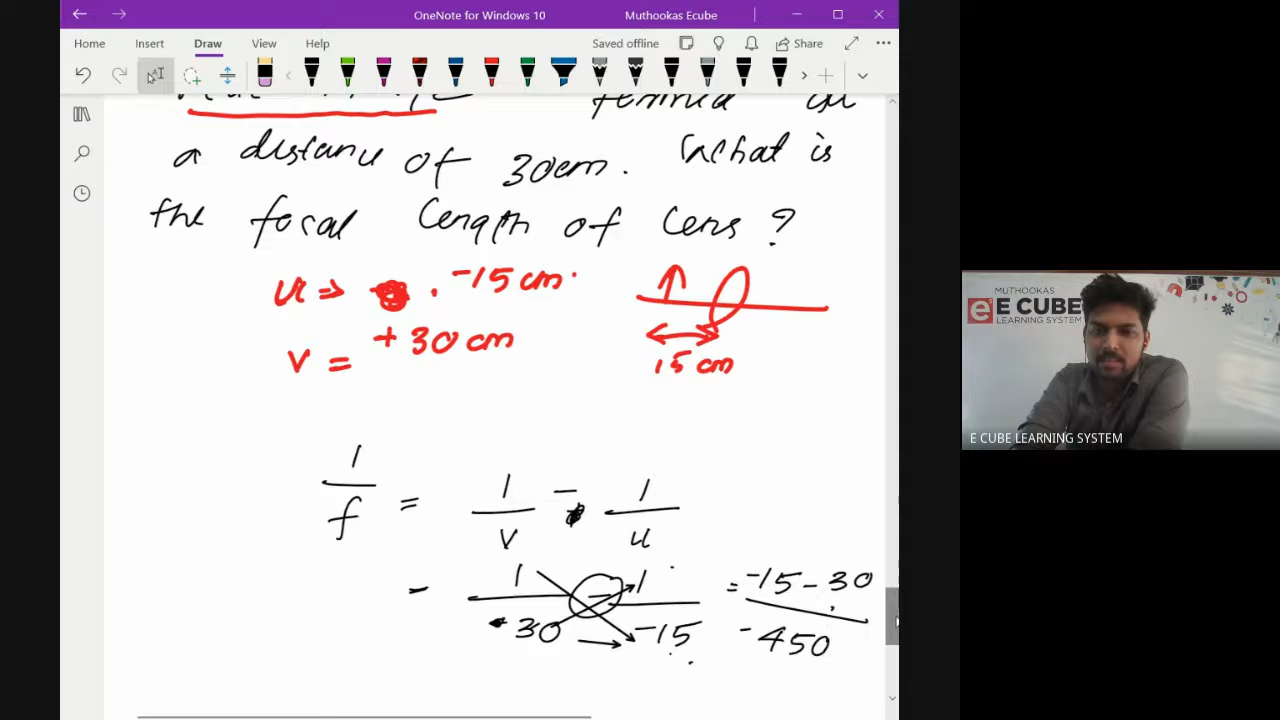 OneNote for Windows 10
Muthookas Ecube
Home Insert Draw View Help
Saved offline
Share
formed
a distance of 30cm. What is
the focal length of lens ?
u ⇒ . -15 cm.
v = +30 cm
15 cm
1/f = 1/v - 1/u
- 1/30 - 1/-15 = -15 - 30/-450
MUTHOOKAS
e E CUBE
LEARNING SYSTEM
E CUBE LEARNING SYSTEM